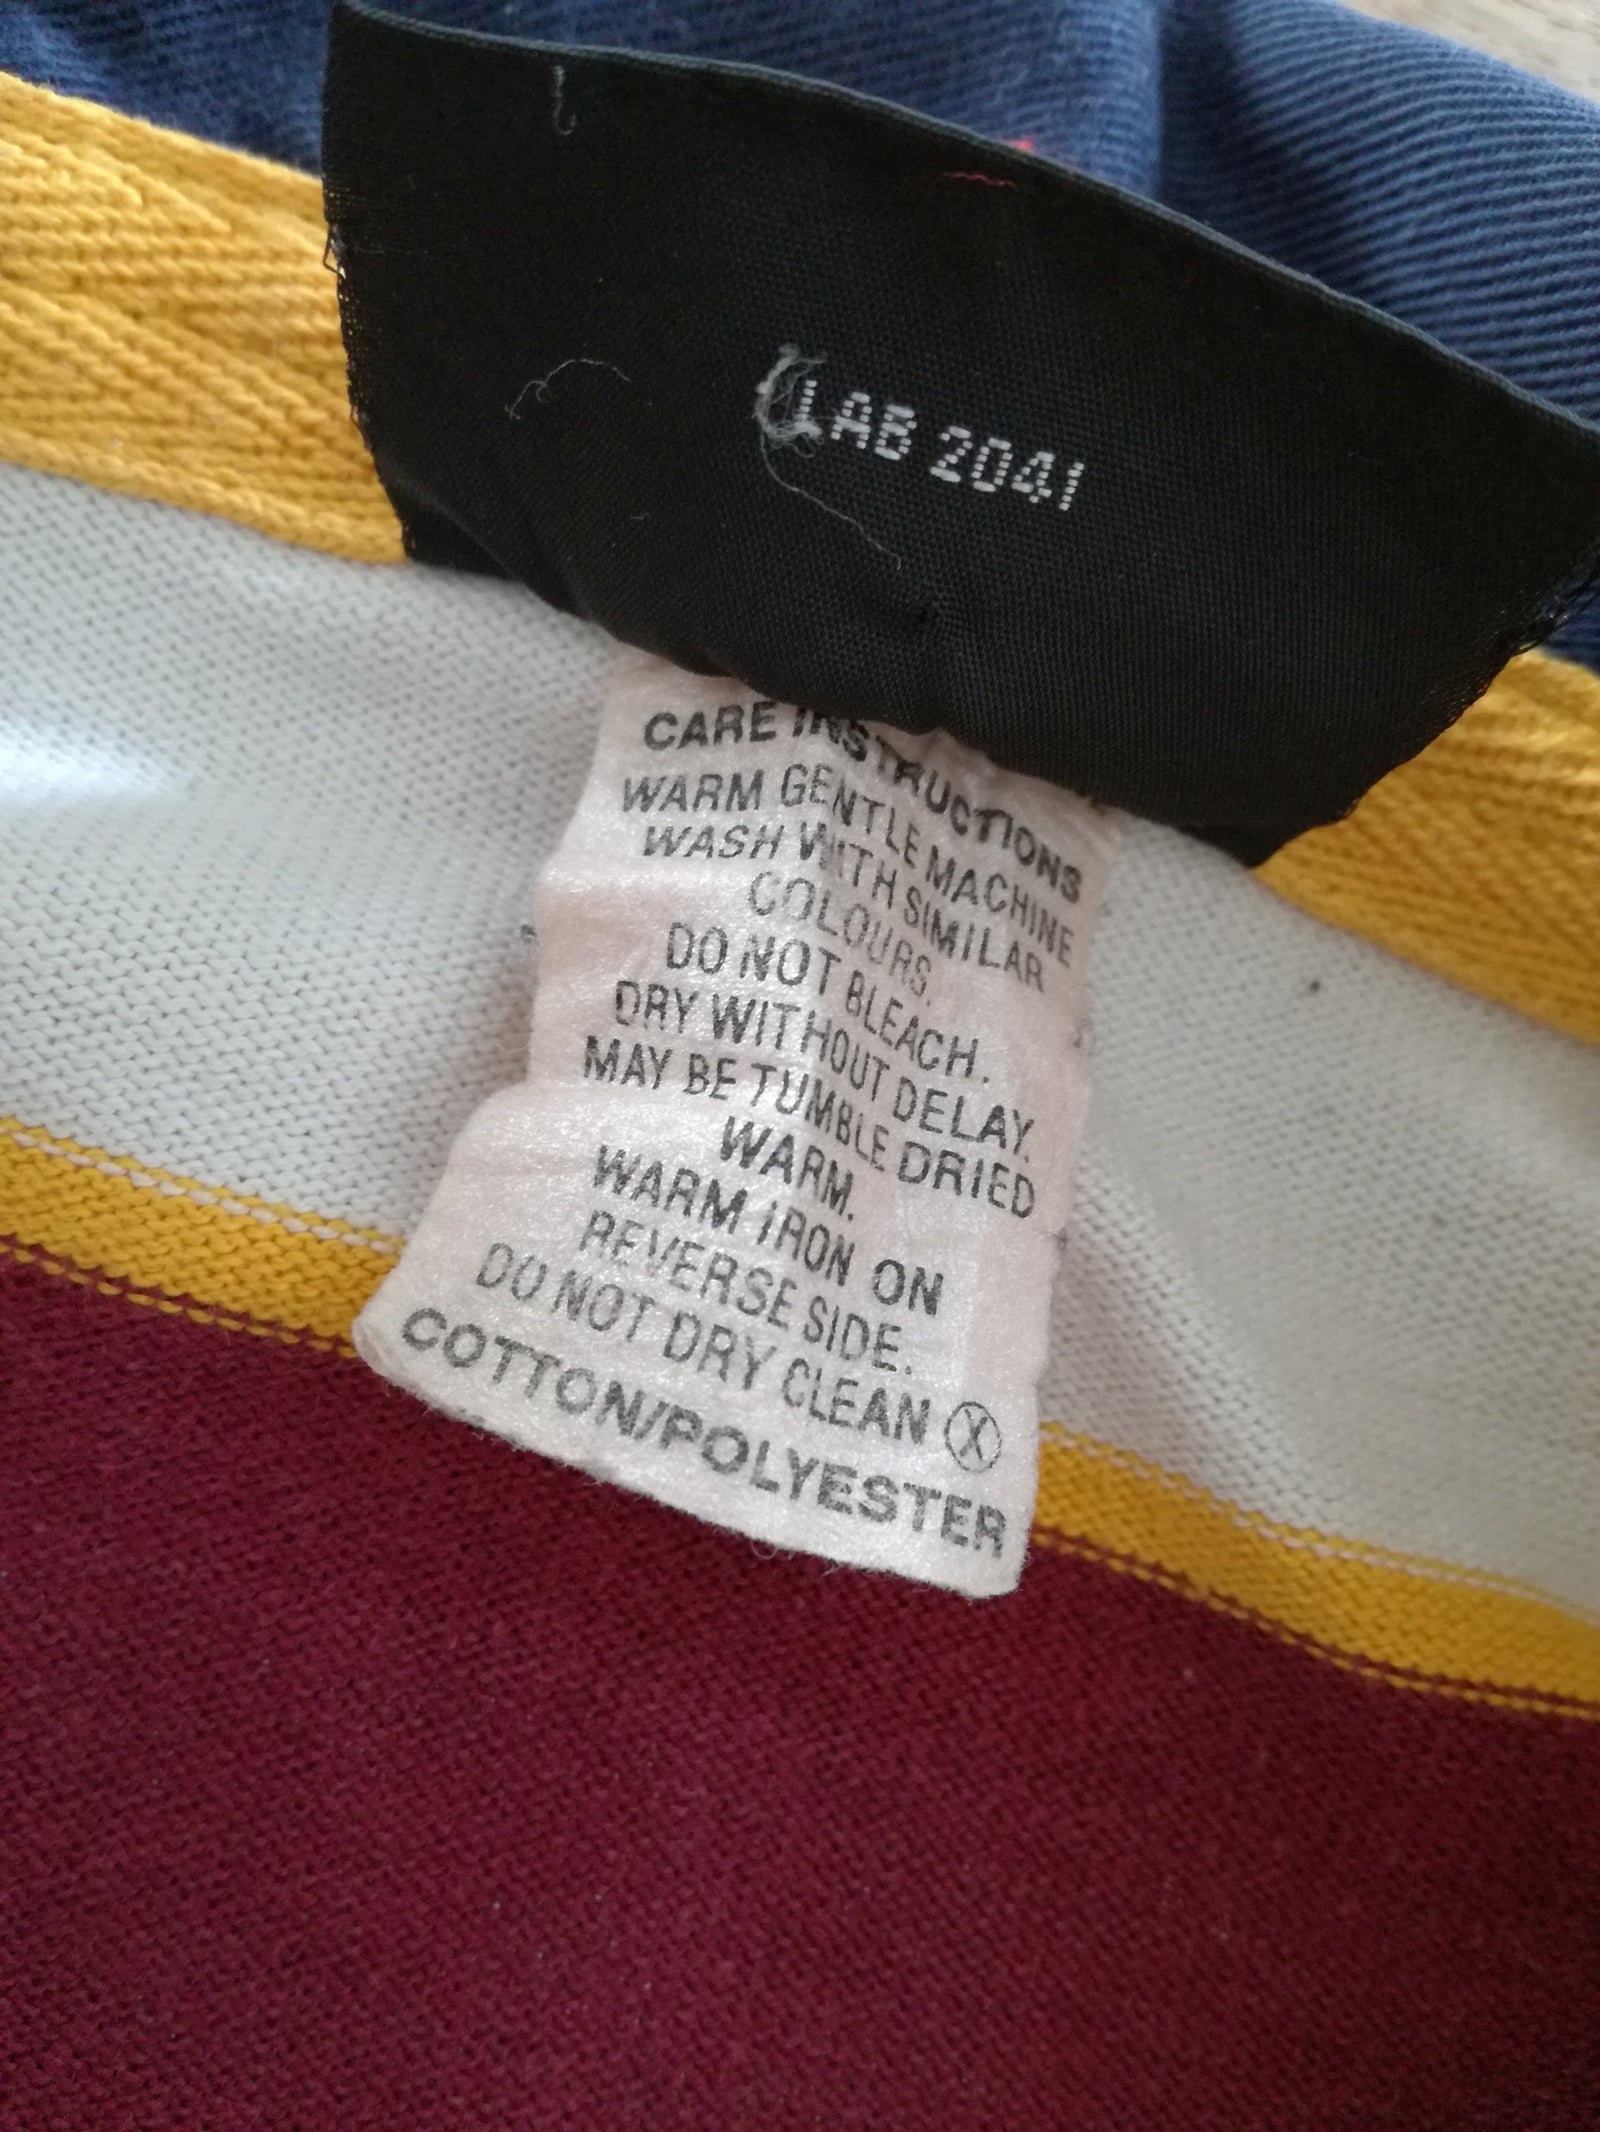 LAB 2041
CARE INSTRUCTIONS
WARM GENTLE MACHINE
WASH WITH SIMILAR
COLOURS.
DO NOT BLEACH.
DRY WITHOUT DELAY.
MAY BE TUMBLE DRIED
WARM.
WARM IRON ON
REVERSE SIDE.
DO NOT DRY CLEAN Ⓧ
COTTON/POLYESTER